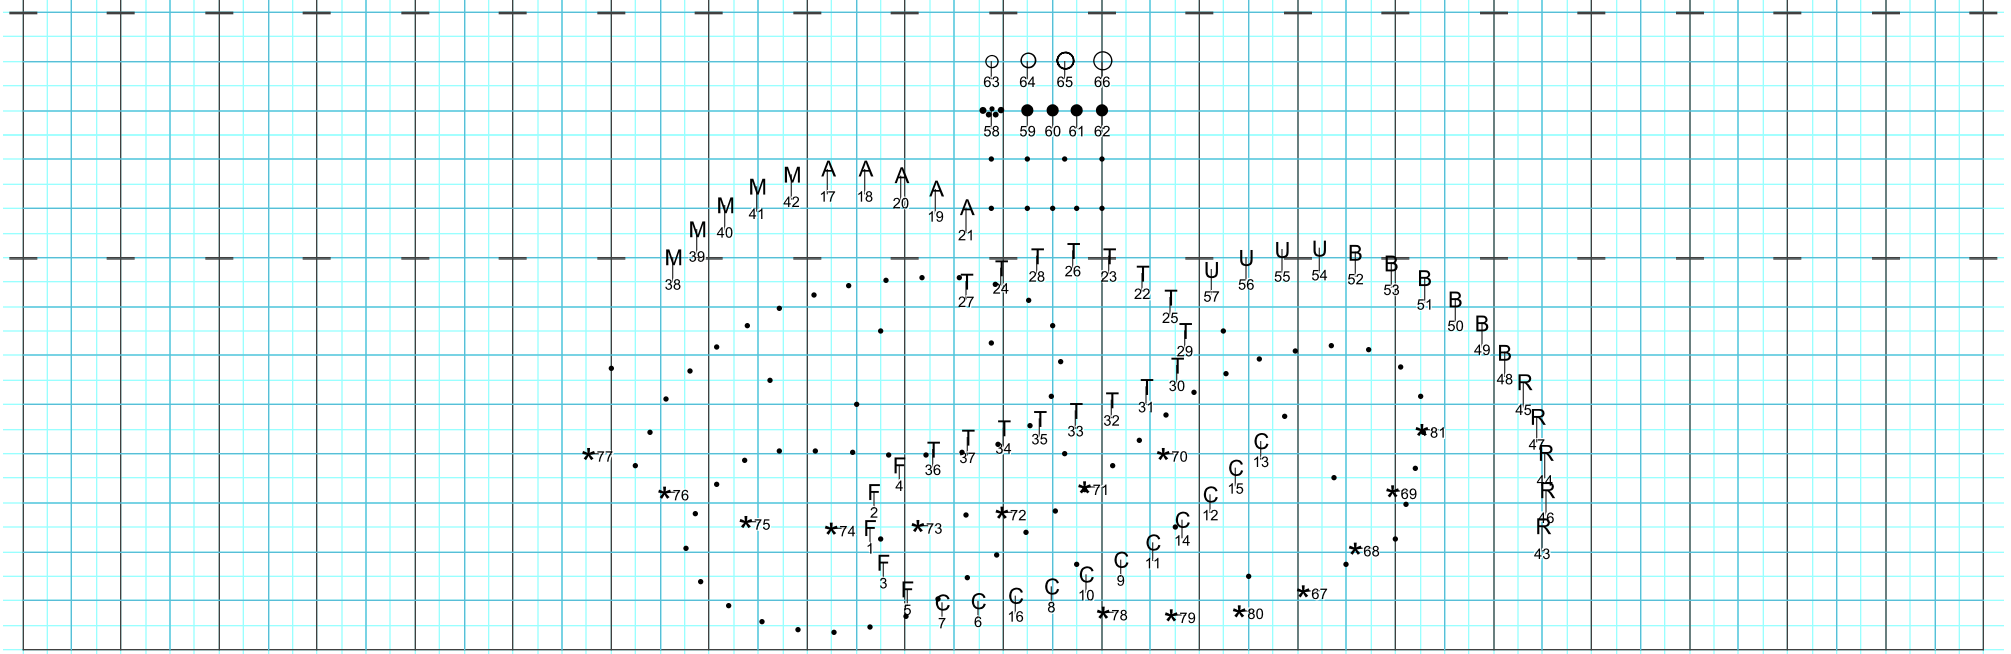 63 64 65 66
58 59 60 61 62
M M M M A A A A A
38 39 40 41 42 17 18 20 19 21
T T T T T T T T
27 24 28 26 23 22 25 29
U U U U B B B B B B
57 56 55 54 52 53 51 50 49 48
R R R R R
45 47 44 46 43
T T T T T T T T
36 37 34 35 33 32 31 30
F F F F F
4 2 1 3 5
C C C C C C C C C C
7 6 16 8 10 9 11 14 12 15 13
*77 *76 *75 *74 *73 *72 *71 *70
*81 *69 *68 *67
*78 *79 *80